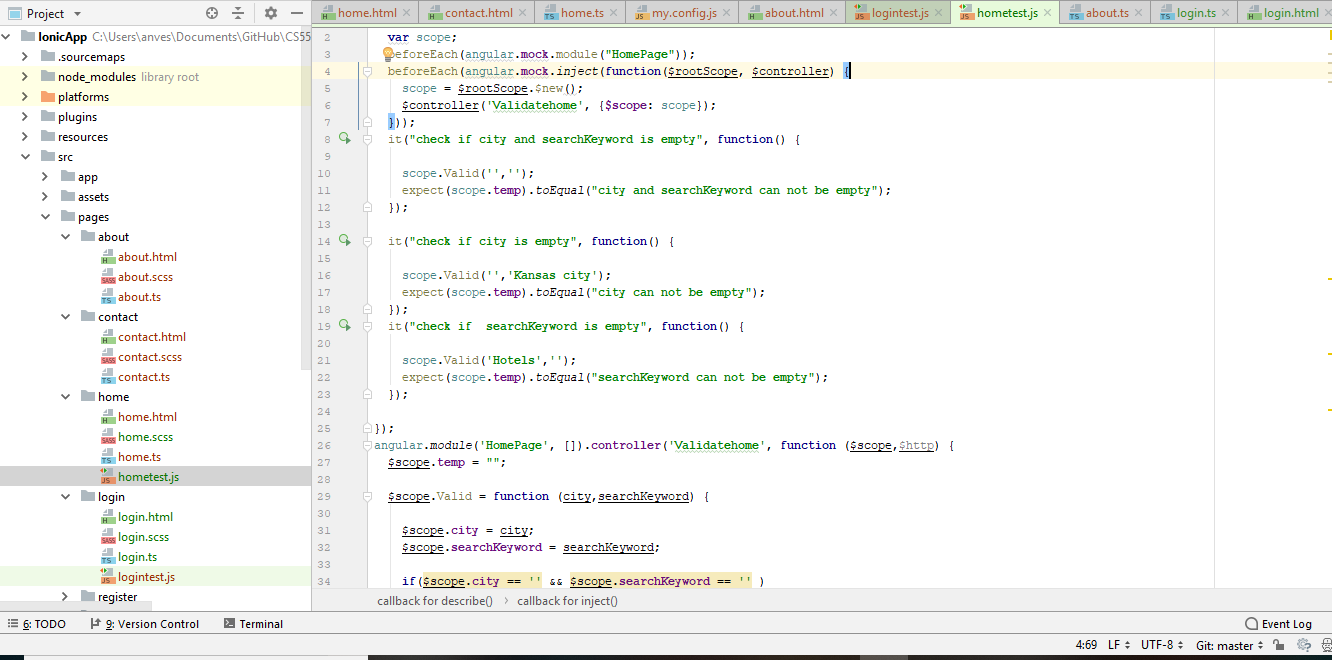 Project
home.html
contact.html
home.ts
my.config.js
about.html
logintest.js
hometest.js
about.ts
login.ts
login.html
IonicApp C:\Users\anves\Documents\GitHub\CS55
.sourcemaps
node_modules library root
platforms
plugins
resources
src
app
assets
pages
about
about.html
about.scss
about.ts
contact
contact.html
contact.scss
contact.ts
home
home.html
home.scss
home.ts
hometest.js
login
login.html
login.scss
login.ts
logintest.js
register
2 var scope;
3 eforeEach(angular.mock.module("HomePage"));
4 beforeEach(angular.mock.inject(function($rootScope, $controller) {
5 scope = $rootScope.$new();
6 $controller('Validatehome', {$scope: scope});
7 }));
8 it("check if city and searchKeyword is empty", function() {
9
10 scope.Valid('','');
11 expect(scope.temp).toEqual("city and searchKeyword can not be empty");
12 });
13
14 it("check if city is empty", function() {
15
16 scope.Valid('','Kansas city');
17 expect(scope.temp).toEqual("city can not be empty");
18 });
19 it("check if  searchKeyword is empty", function() {
20
21 scope.Valid('Hotels','');
22 expect(scope.temp).toEqual("searchKeyword can not be empty");
23 });
24
25 });
26 angular.module('HomePage', []).controller('Validatehome', function ($scope,$http) {
27 $scope.temp = "";
28
29 $scope.Valid = function (city,searchKeyword) {
30
31 $scope.city = city;
32 $scope.searchKeyword = searchKeyword;
33
34 if($scope.city == '' && $scope.searchKeyword == '' )
callback for describe() › callback for inject()
6: TODO
9: Version Control
Terminal
Event Log
4:69 LF UTF-8 Git: master